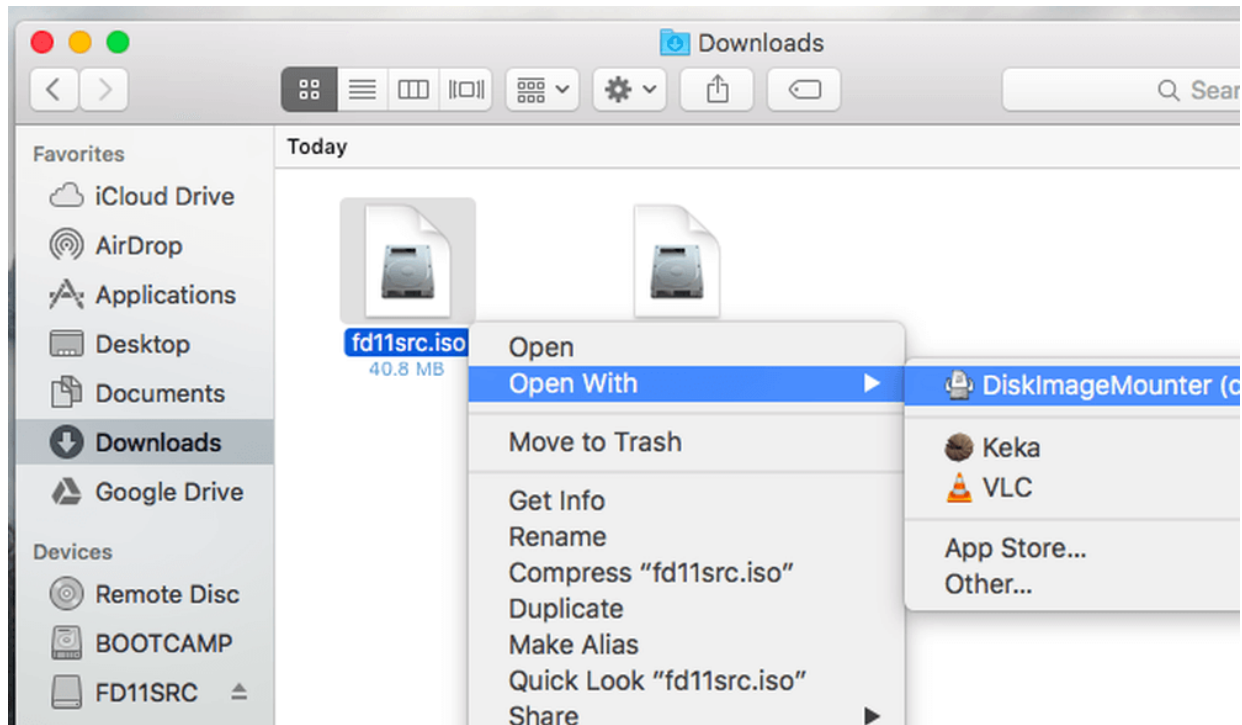 Downloads
Sear
Favorites
iCloud Drive
AirDrop
Applications
Desktop
Documents
Downloads
Google Drive
Devices
Remote Disc
BOOTCAMP
FD11SRC
Today
fd11src.iso
40.8 MB
Open
Open With
Move to Trash
Get Info
Rename
Compress “fd11src.iso”
Duplicate
Make Alias
Quick Look “fd11src.iso”
Share
DiskImageMounter (d
Keka
VLC
App Store...
Other...